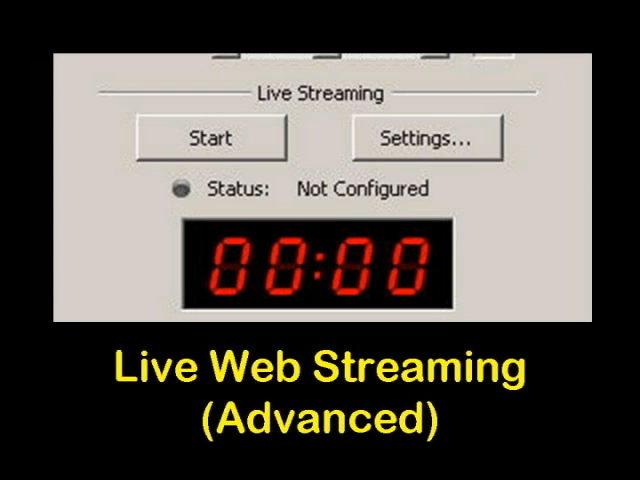 Live Streaming
Start Settings...
Status: Not Configured
00:00
Live Web Streaming
(Advanced)